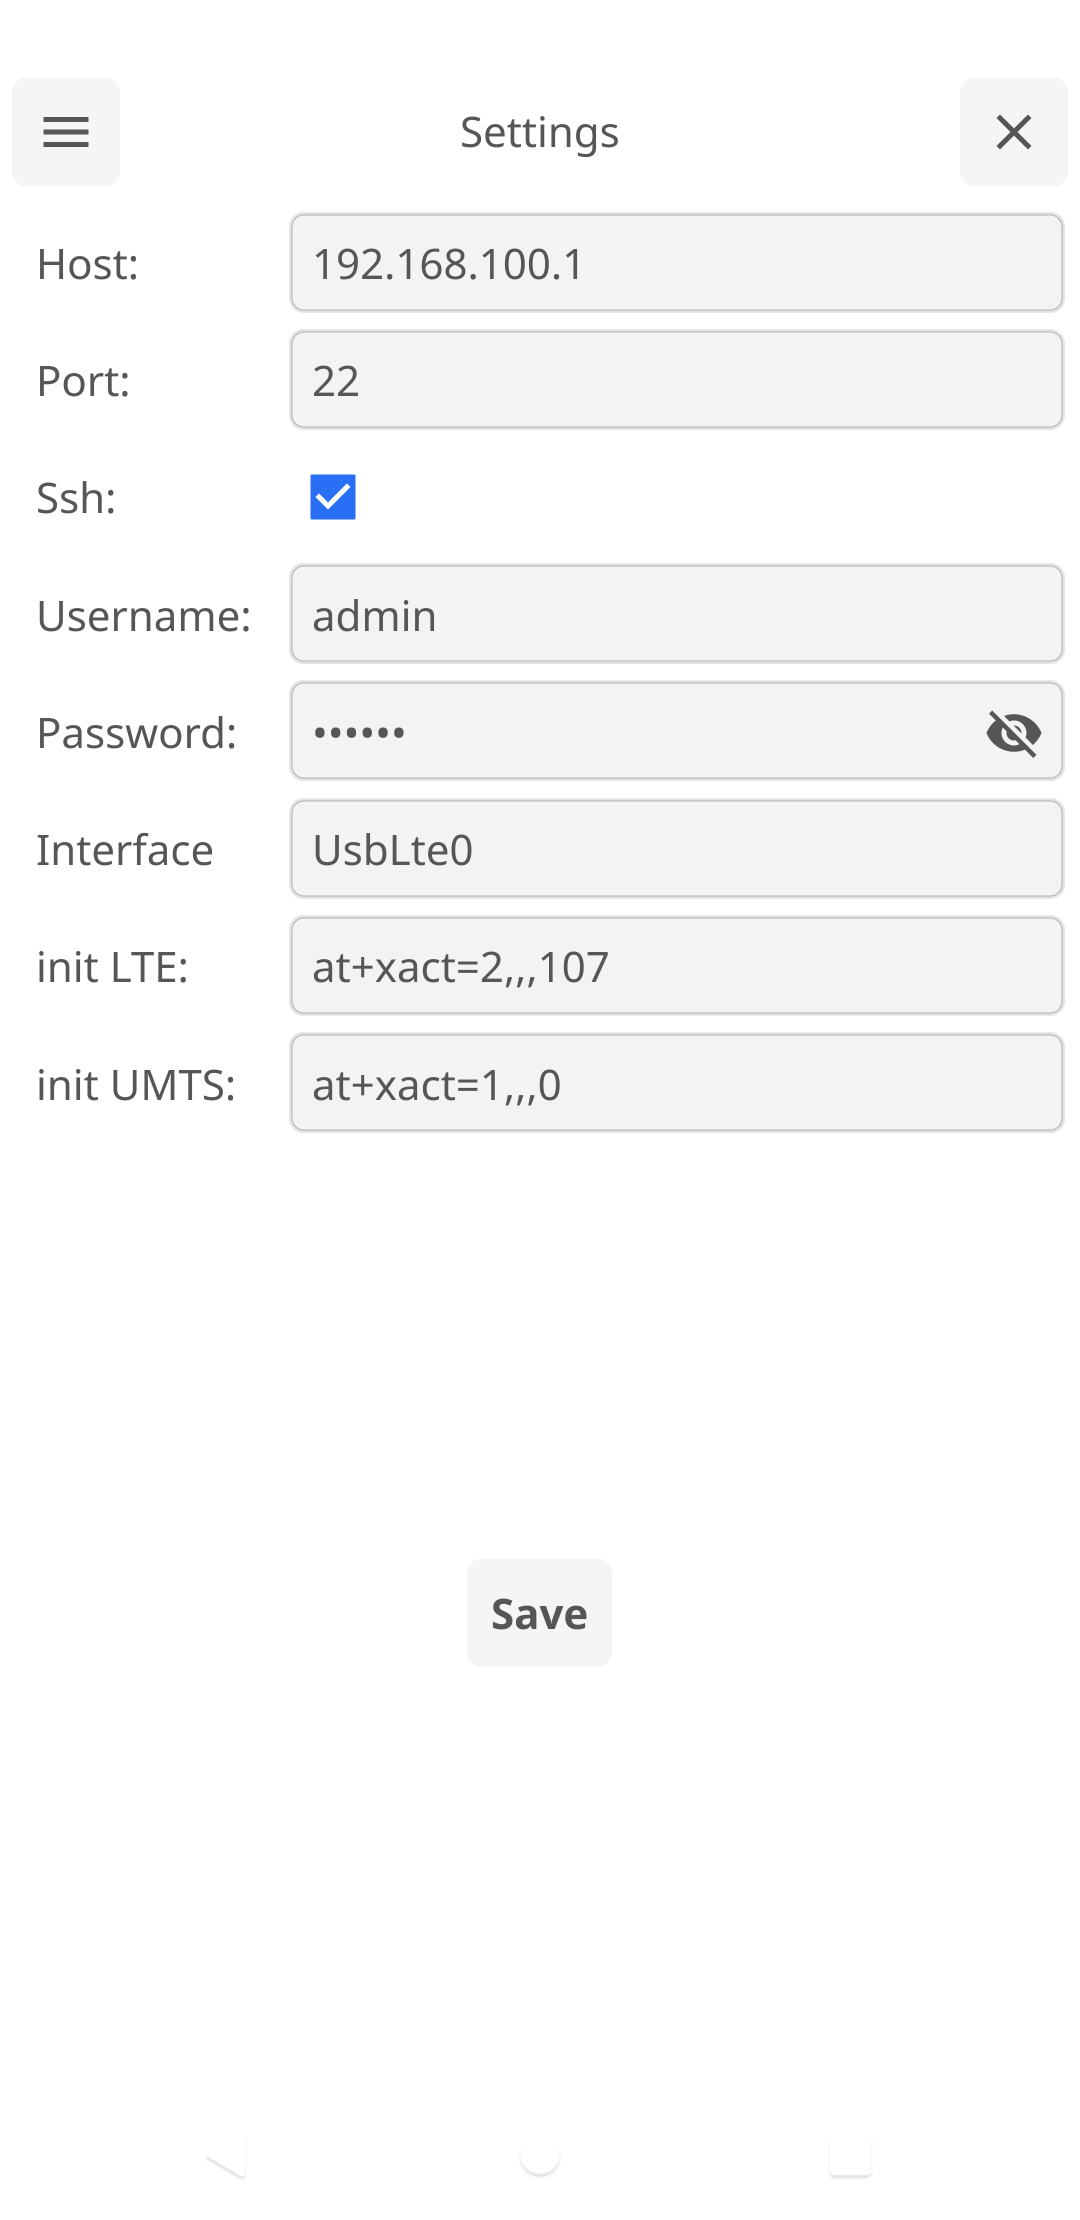 Settings
Host: 192.168.100.1
Port: 22
Ssh:
Username: admin
Password: ••••••
Interface UsbLte0
init LTE: at+xact=2,,,107
init UMTS: at+xact=1,,,0
Save